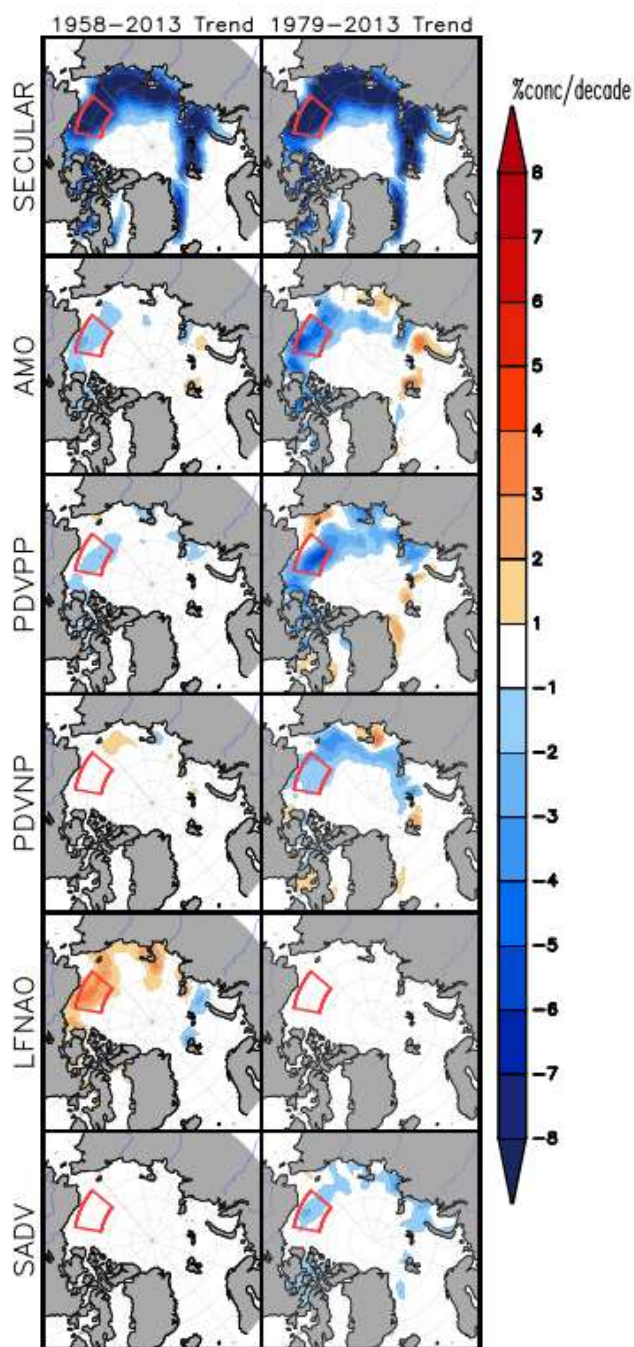 1958-2013 Trend 1979-2013 Trend
%conc/decade
SECULAR
AMO
PDVPP
PDVNP
LFNAO
SADV
8
7
6
5
4
3
2
1
-1
-2
-3
-4
-5
-6
-7
-8